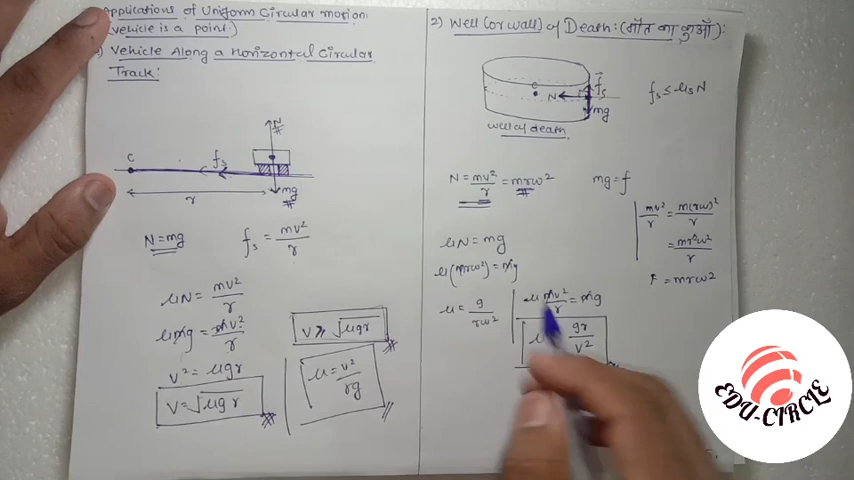 Applications of Uniform Circular motion:
(vehicle is a point)
Vehicle Along a Horizontal Circular
Track:
N
fs
C
mg
r
N=mg
fs = mv²/r
μN = mv²/r
μmg = mv²/r
v² = μgr
V = √μgr
V ≥ √μgr
μ = v²/rg
2) Well (or wall) of Death: (मौत का कुआँ):
C
N
fs
mg
fs ≤ μsN
well of death
N = mv²/r = mrω²
mg = f
mv²/r = m(rω)²/r
= mr²ω²/r
F = mrω²
μN = mg
μ(mrω²) = mg
μ = g/rω²
μ mv²/r = mg
μ gr/v²
EDU-CIRCLE